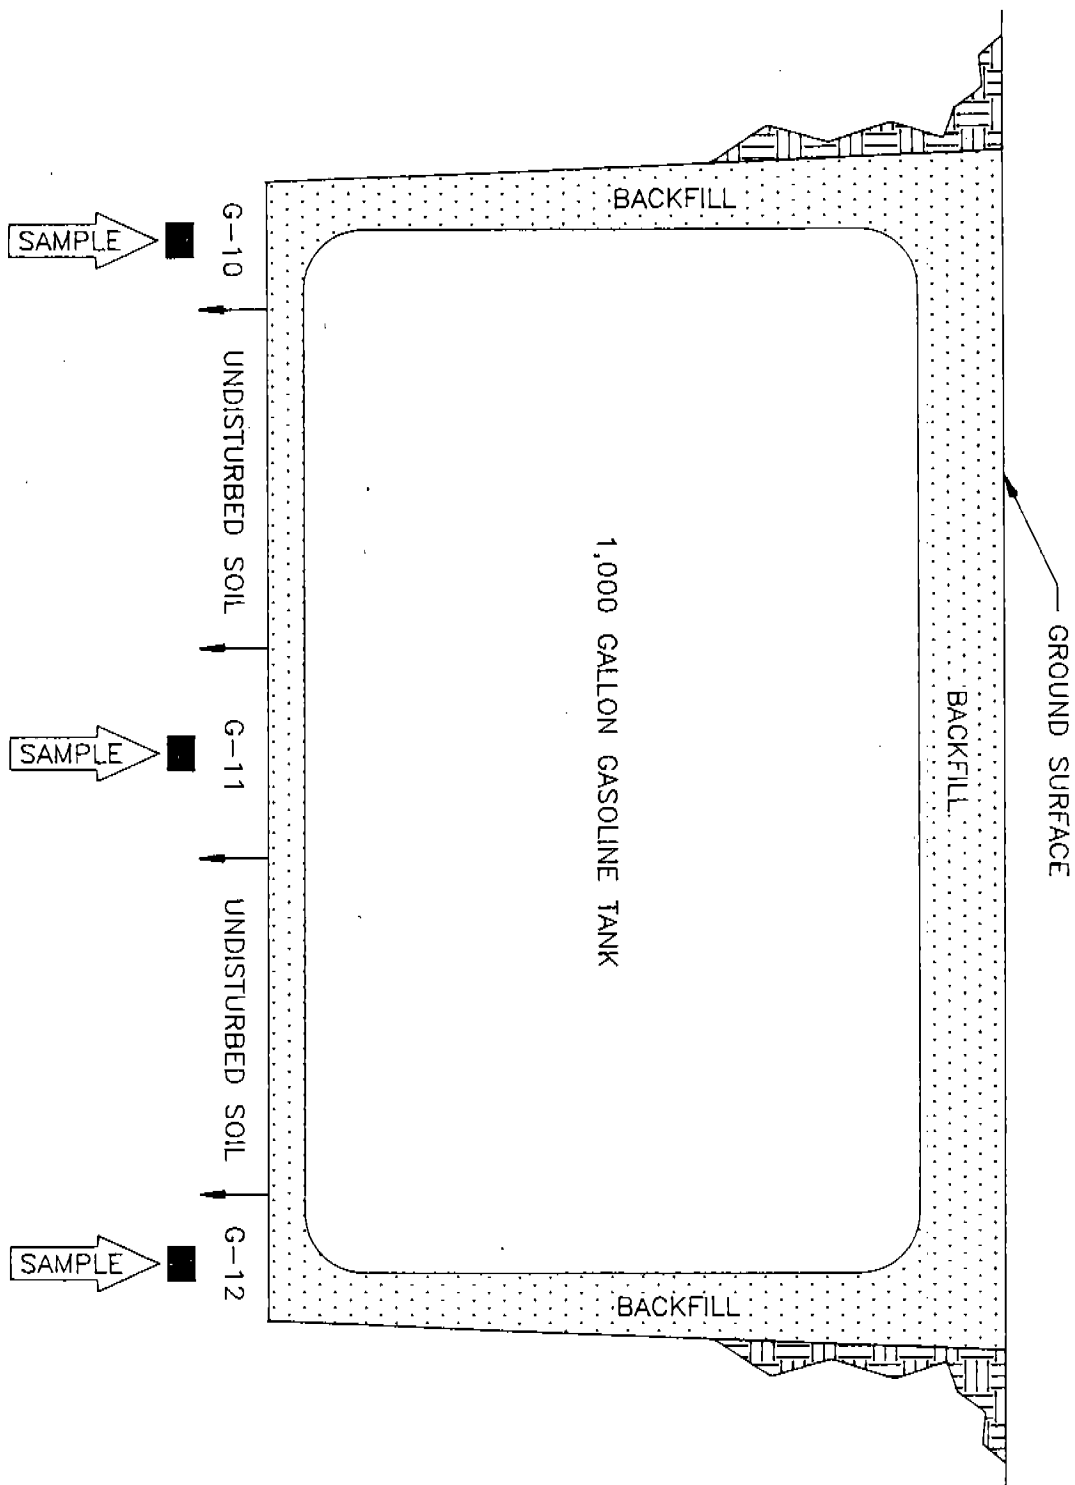 GROUND SURFACE
BACKFILL
BACKFILL
1,000 GALLON GASOLINE TANK
BACKFILL
G-10
UNDISTURBED SOIL
G-11
UNDISTURBED SOIL
G-12
SAMPLE
SAMPLE
SAMPLE